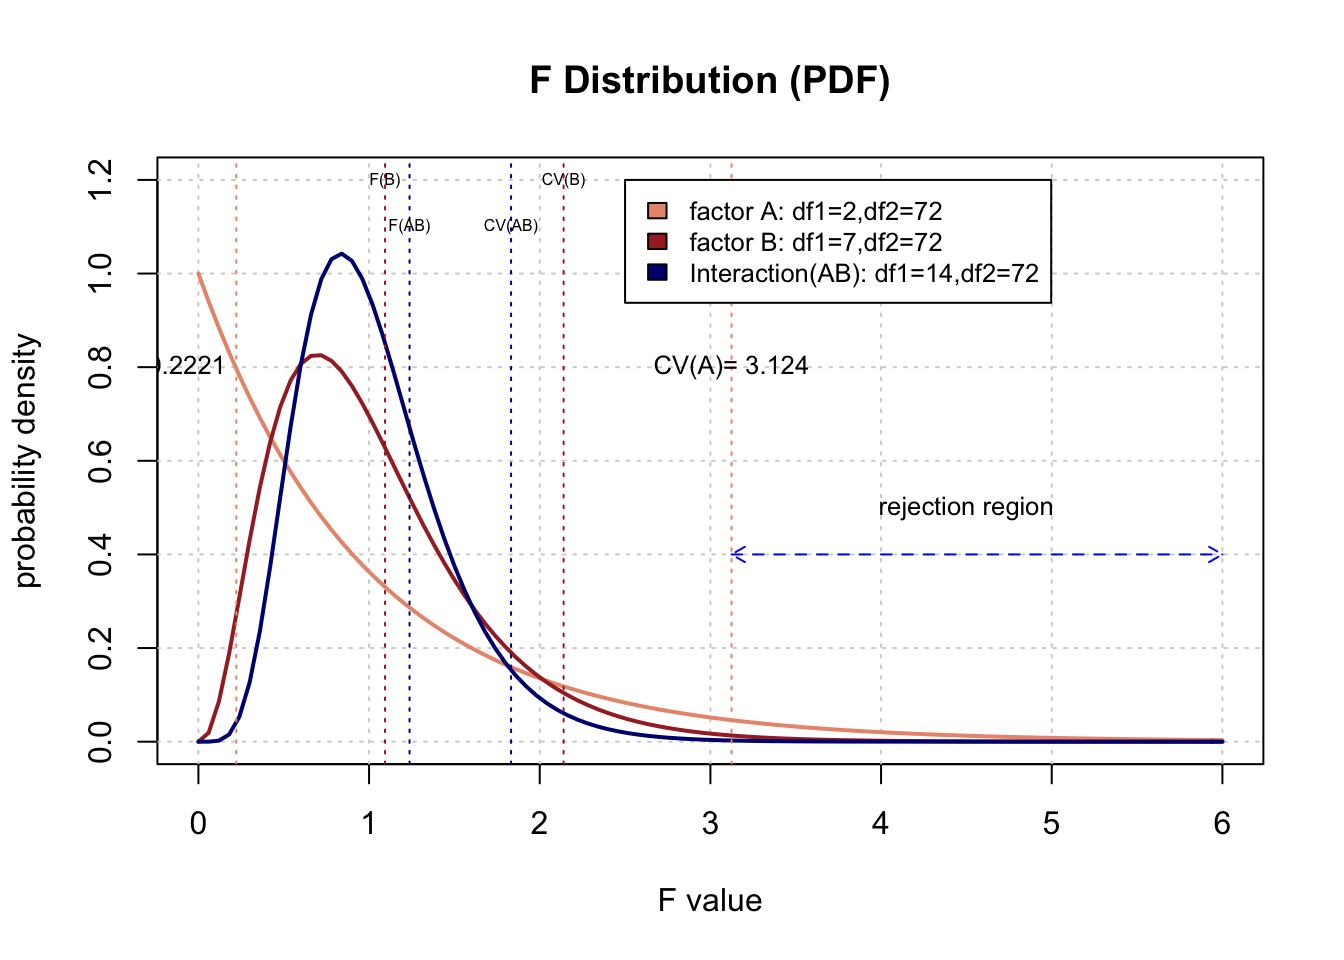 F Distribution (PDF)
F(B)
CV(B)
F(AB)
CV(AB)
factor A: df1=2,df2=72
factor B: df1=7,df2=72
Interaction(AB): df1=14,df2=72
.2221
CV(A)= 3.124
rejection region
probability density
0.0
0.2
0.4
0.6
0.8
1.0
1.2
0 1 2 3 4 5 6
F value